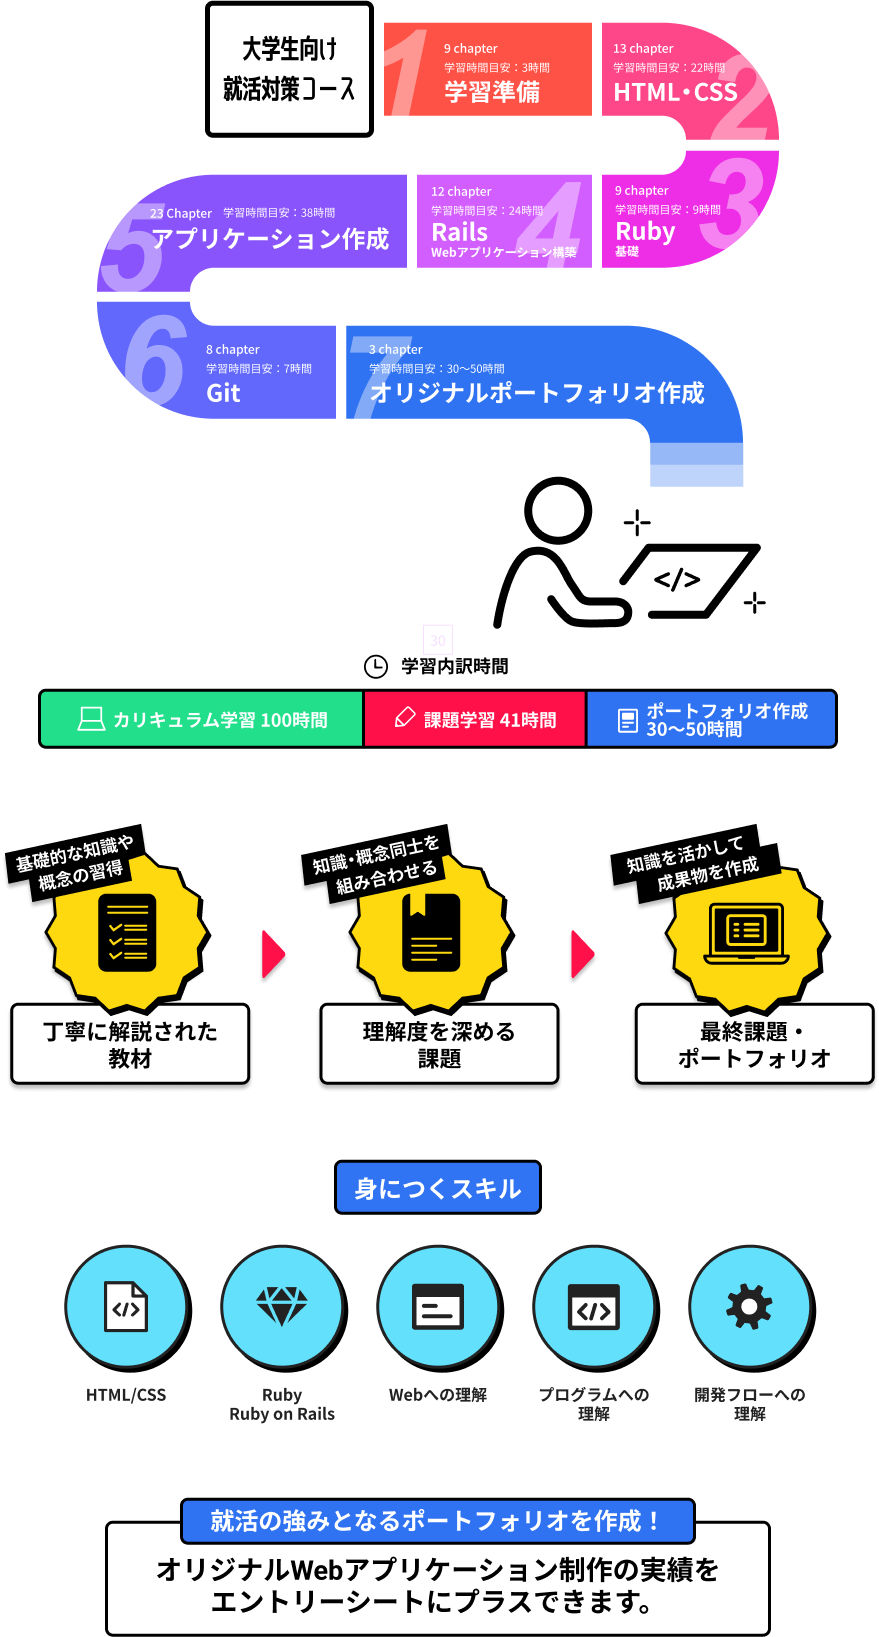 大学生向け
就活対策コース
1
9 chapter
学習時間目安：3時間
学習準備
2
13 chapter
学習時間目安：22時間
HTML・CSS
3
9 chapter
学習時間目安：9時間
Ruby
基礎
4
12 chapter
学習時間目安：24時間
Rails
Webアプリケーション構築
5
23 Chapter 学習時間目安：38時間
アプリケーション作成
6
8 chapter
学習時間目安：7時間
Git
7
3 chapter
学習時間目安：30〜50時間
オリジナルポートフォリオ作成
</>
30
学習内訳時間
カリキュラム学習 100時間
課題学習 41時間
ポートフォリオ作成
30〜50時間
基礎的な知識や
概念の習得
丁寧に解説された
教材
知識・概念同士を
組み合わせる
理解度を深める
課題
知識を活かして
成果物を作成
最終課題・
ポートフォリオ
身につくスキル
</>
HTML/CSS
Ruby
Ruby on Rails
Webへの理解
</>
プログラムへの
理解
開発フローへの
理解
就活の強みとなるポートフォリオを作成！
オリジナルWebアプリケーション制作の実績を
エントリーシートにプラスできます。